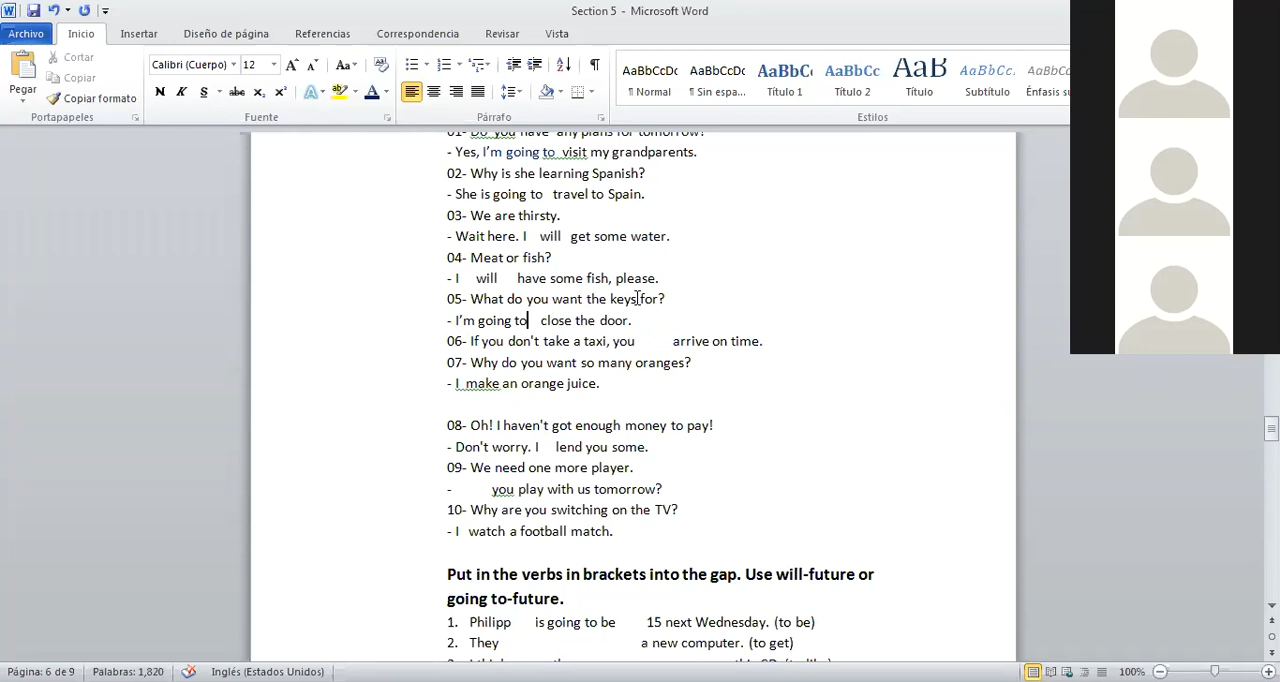 Section 5 - Microsoft Word
Archivo Inicio Insertar Diseño de página Referencias Correspondencia Revisar Vista
Pegar
Cortar
Copiar
Copiar formato
Portapapeles
Calibri (Cuerpo) 12
Fuente
Párrafo
AaBbCcDc AaBbCcDc AaBbC AaBbCc AaB AaBbCc. AaBbCcD
¶ Normal ¶ Sin espa... Título 1 Título 2 Título Subtítulo Énfasis su
Estilos
01- Do you have any plans for tomorrow?
- Yes, I'm going to visit my grandparents.
02- Why is she learning Spanish?
- She is going to travel to Spain.
03- We are thirsty.
- Wait here. I will get some water.
04- Meat or fish?
- I will have some fish, please.
05- What do you want the keys for?
- I'm going to close the door.
06- If you don't take a taxi, you arrive on time.
07- Why do you want so many oranges?
- I make an orange juice.
08- Oh! I haven't got enough money to pay!
- Don't worry. I lend you some.
09- We need one more player.
- you play with us tomorrow?
10- Why are you switching on the TV?
- I watch a football match.
Put in the verbs in brackets into the gap. Use will-future or
going to-future.
1. Philipp is going to be 15 next Wednesday. (to be)
2. They a new computer. (to get)
Página: 6 de 9 Palabras: 1,820 Inglés (Estados Unidos) 100%